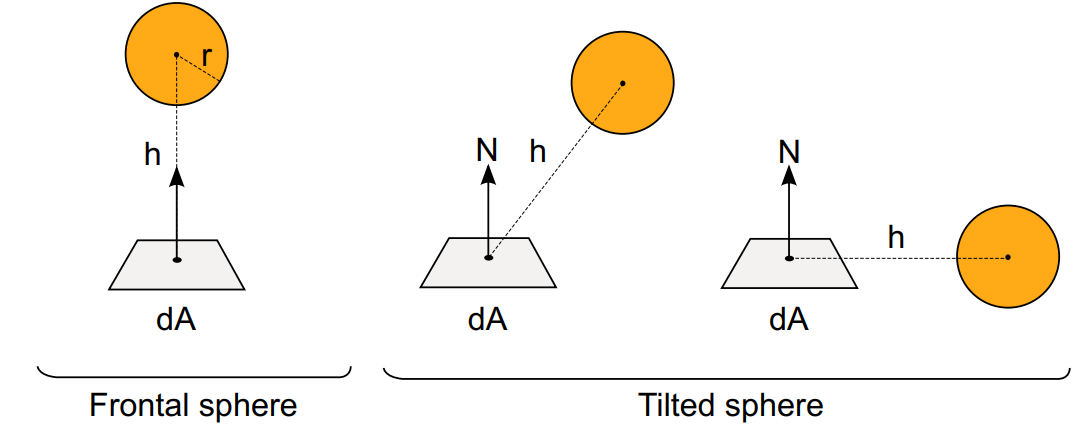 r
h
N h
N
h
dA dA dA
Frontal sphere Tilted sphere